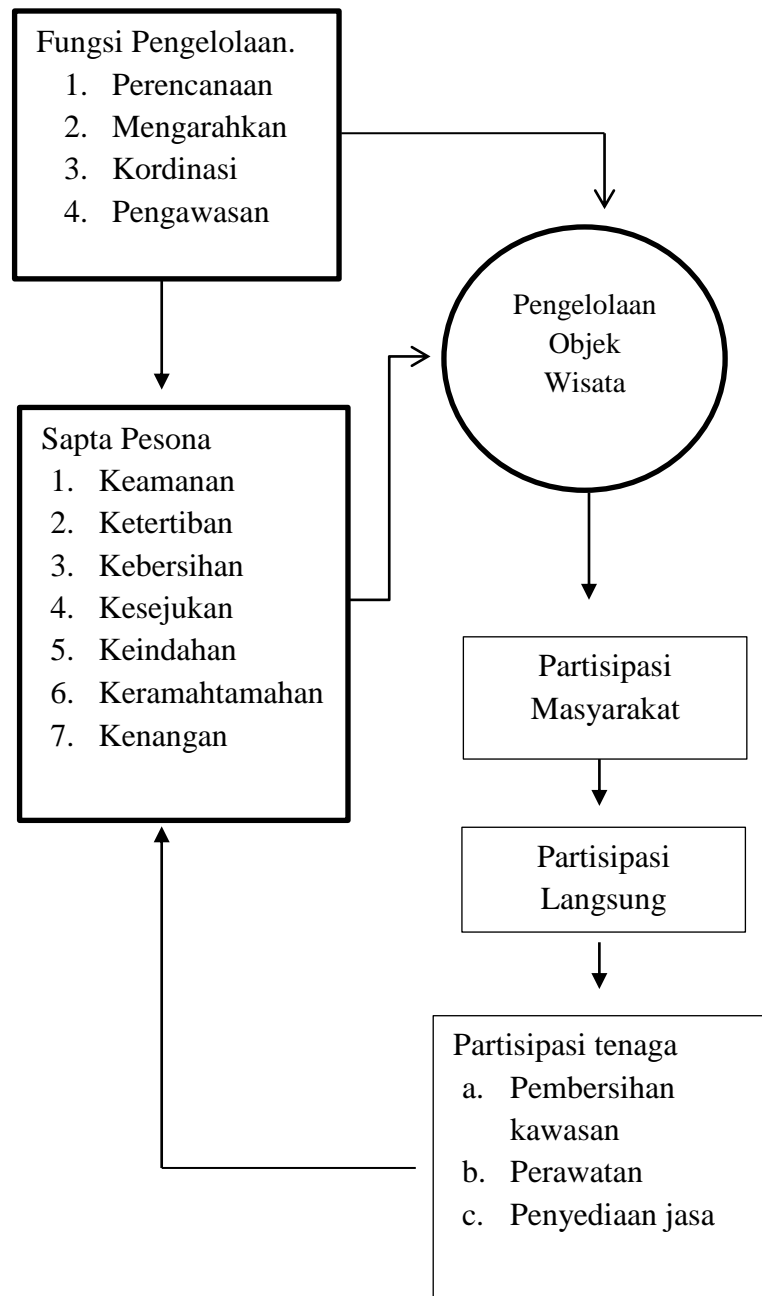 Fungsi Pengelolaan.
1. Perencanaan
2. Mengarahkan
3. Kordinasi
4. Pengawasan
Pengelolaan
Objek
Wisata
Sapta Pesona
1. Keamanan
2. Ketertiban
3. Kebersihan
4. Kesejukan
5. Keindahan
6. Keramahtamahan
7. Kenangan
Partisipasi
Masyarakat
Partisipasi
Langsung
Partisipasi tenaga
a. Pembersihan
kawasan
b. Perawatan
c. Penyediaan jasa